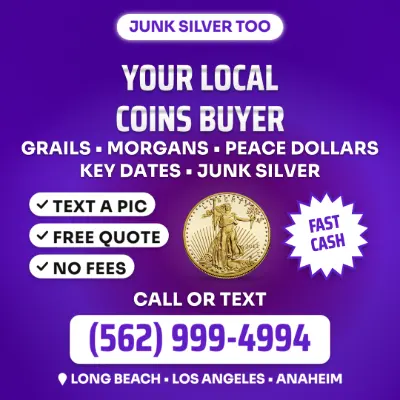 JUNK SILVER TOO
YOUR LOCAL
COINS BUYER
GRAILS ▪ MORGANS ▪ PEACE DOLLARS
KEY DATES ▪ JUNK SILVER
✓ TEXT A PIC
✓ FREE QUOTE
✓ NO FEES
FAST
CASH
CALL OR TEXT
(562) 999-4994
LONG BEACH ▪ LOS ANGELES ▪ ANAHEIM